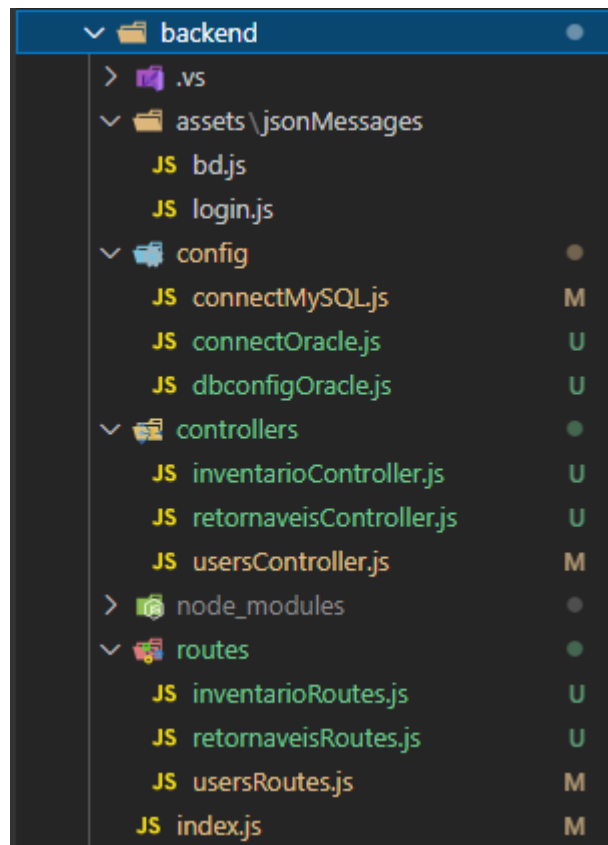 backend
.vs
assets\jsonMessages
JS bd.js
JS login.js
config
JS connectMySQL.js M
JS connectOracle.js U
JS dbconfigOracle.js U
controllers
JS inventarioController.js U
JS retornaveisController.js U
JS usersController.js M
node_modules
routes
JS inventarioRoutes.js U
JS retornaveisRoutes.js U
JS usersRoutes.js M
JS index.js M